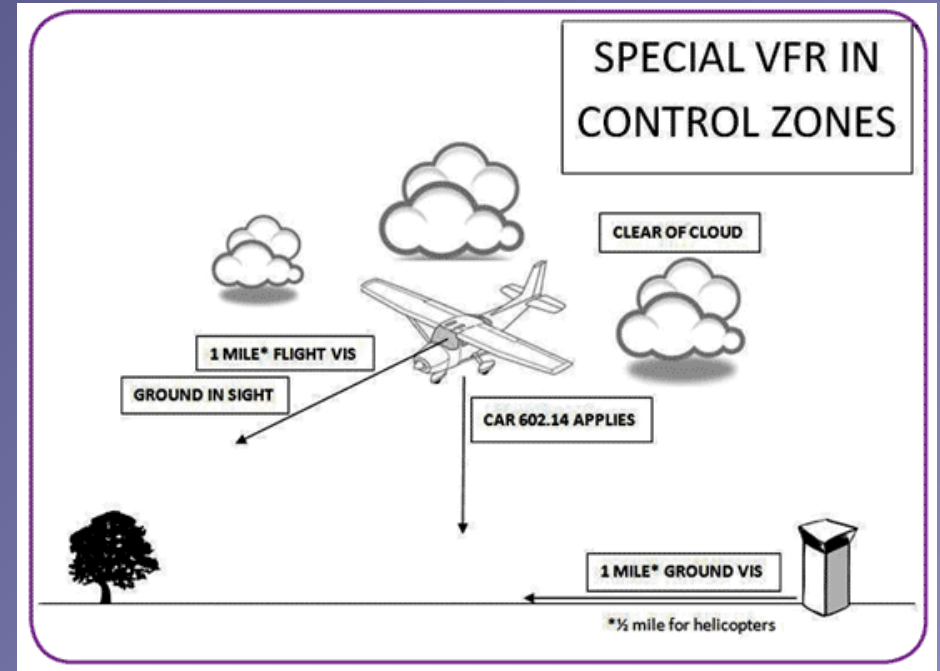 SPECIAL VFR IN
CONTROL ZONES
CLEAR OF CLOUD
1 MILE* FLIGHT VIS
GROUND IN SIGHT
CAR 602.14 APPLIES
1 MILE* GROUND VIS
*½ mile for helicopters